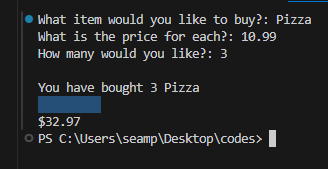 What item would you like to buy?: Pizza
What is the price for each?: 10.99
How many would you like?: 3
You have bought 3 Pizza
$32.97
PS C:\Users\seamp\Desktop\codes>